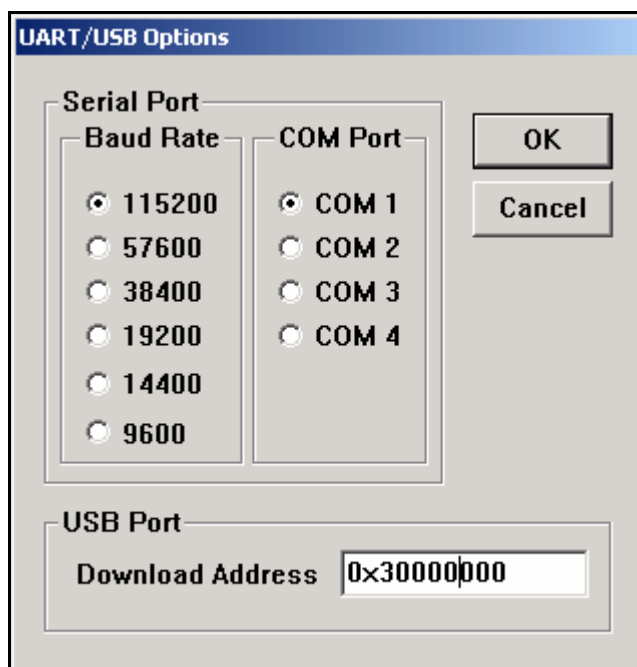 UART/USB Options
Serial Port
Baud Rate
115200
57600
38400
19200
14400
9600
COM Port
COM 1
COM 2
COM 3
COM 4
OK
Cancel
USB Port
Download Address
0x30000000